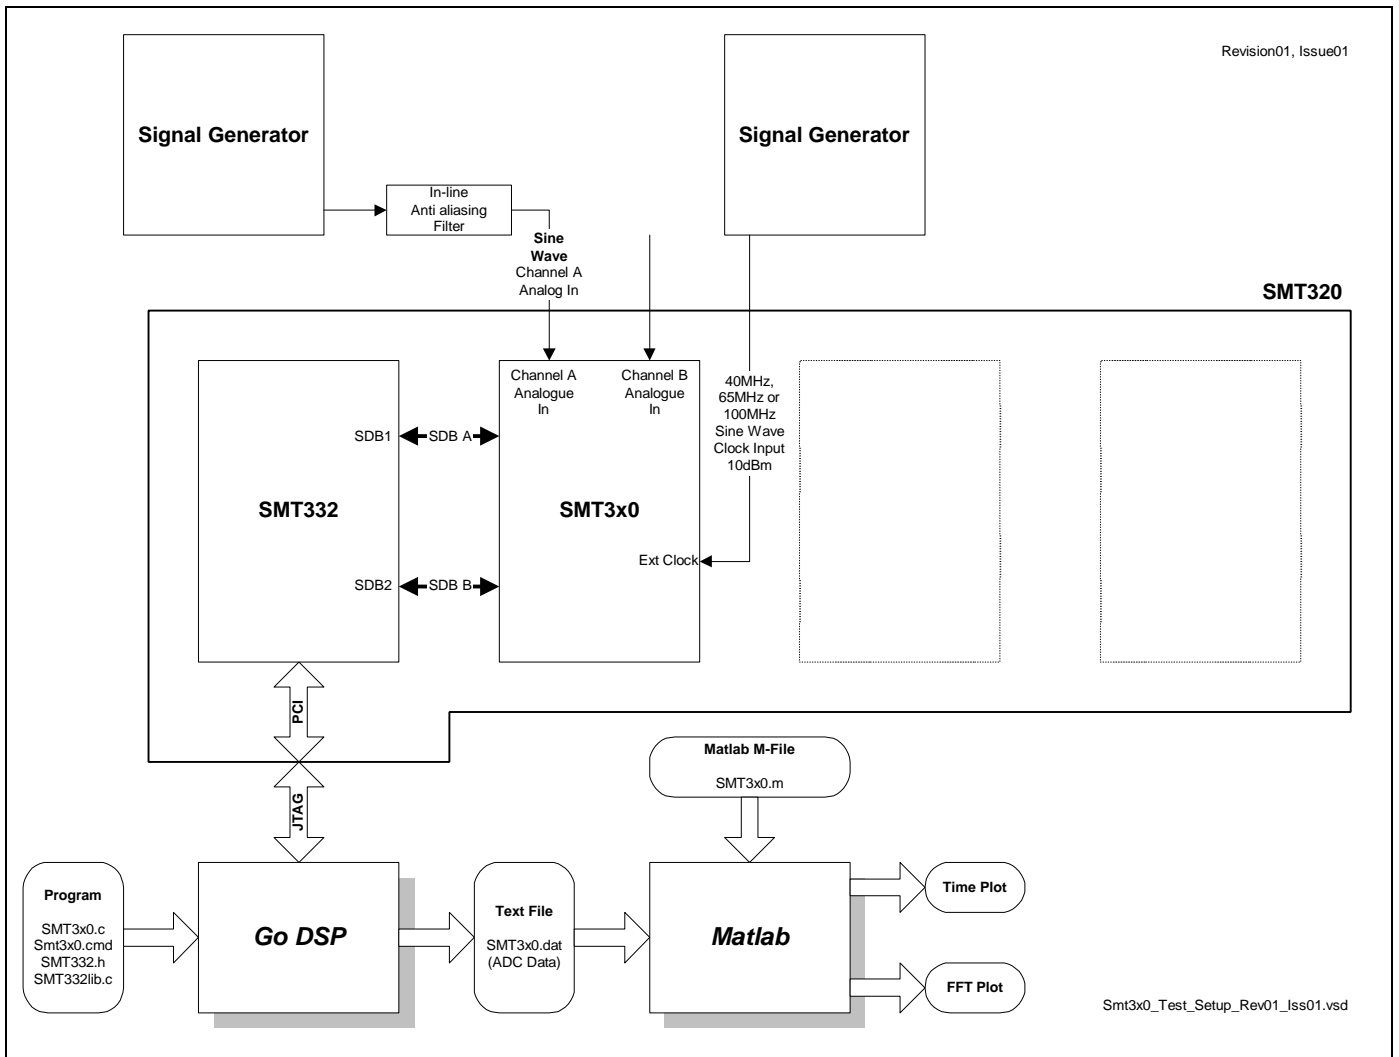 Revision01, Issue01
Signal Generator
Signal Generator
In-line
Anti aliasing
Filter
Sine
Wave
Channel A
Analog In
SMT320
Channel A
Analogue
In
Channel B
Analogue
In
40MHz,
65MHz or
100MHz
Sine Wave
Clock Input
10dBm
SDB1
SDB A
SMT332
SMT3x0
Ext Clock
SDB2
SDB B
PCI
JTAG
Matlab M-File
SMT3x0.m
Program
SMT3x0.c
Smt3x0.cmd
SMT332.h
SMT332lib.c
Go DSP
Text File
SMT3x0.dat
(ADC Data)
Matlab
Time Plot
FFT Plot
Smt3x0_Test_Setup_Rev01_Iss01.vsd